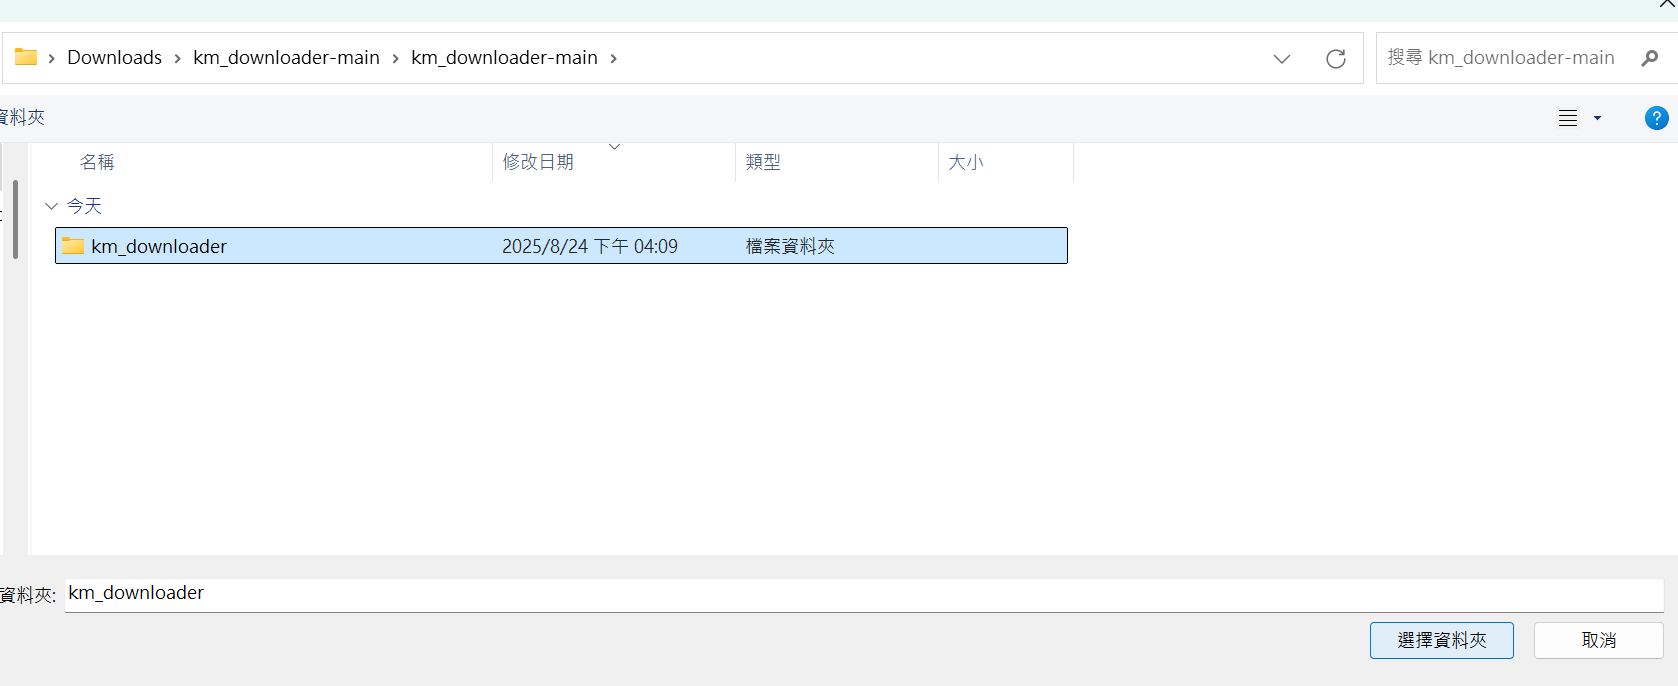 Downloads > km_downloader-main > km_downloader-main >
搜尋 km_downloader-main
資料夾
名稱 修改日期 類型 大小
今天
km_downloader 2025/8/24 下午 04:09 檔案資料夾
資料夾: km_downloader
選擇資料夾 取消